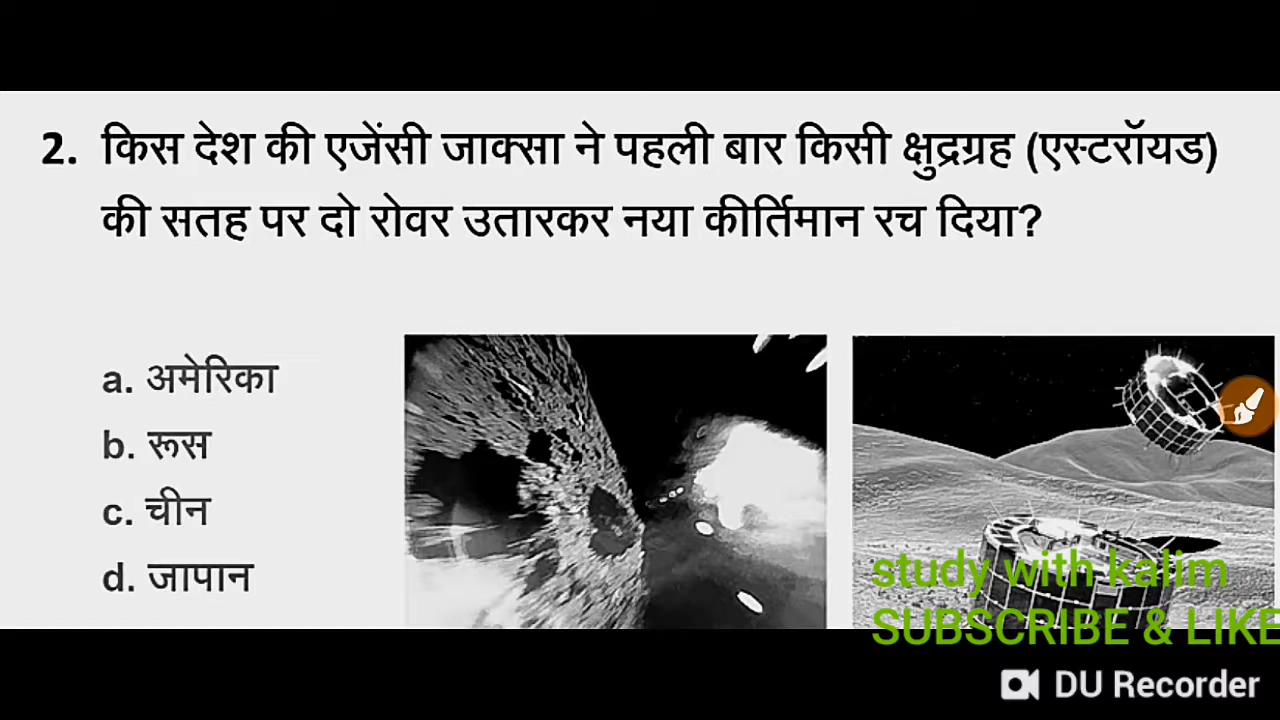 2. किस देश की एजेंसी जाक्सा ने पहली बार किसी क्षुद्रग्रह (एस्टरॉयड)
की सतह पर दो रोवर उतारकर नया कीर्तिमान रच दिया?
a. अमेरिका
b. रूस
c. चीन
d. जापान
study with kalim
SUBSCRIBE & LIKE
DU Recorder